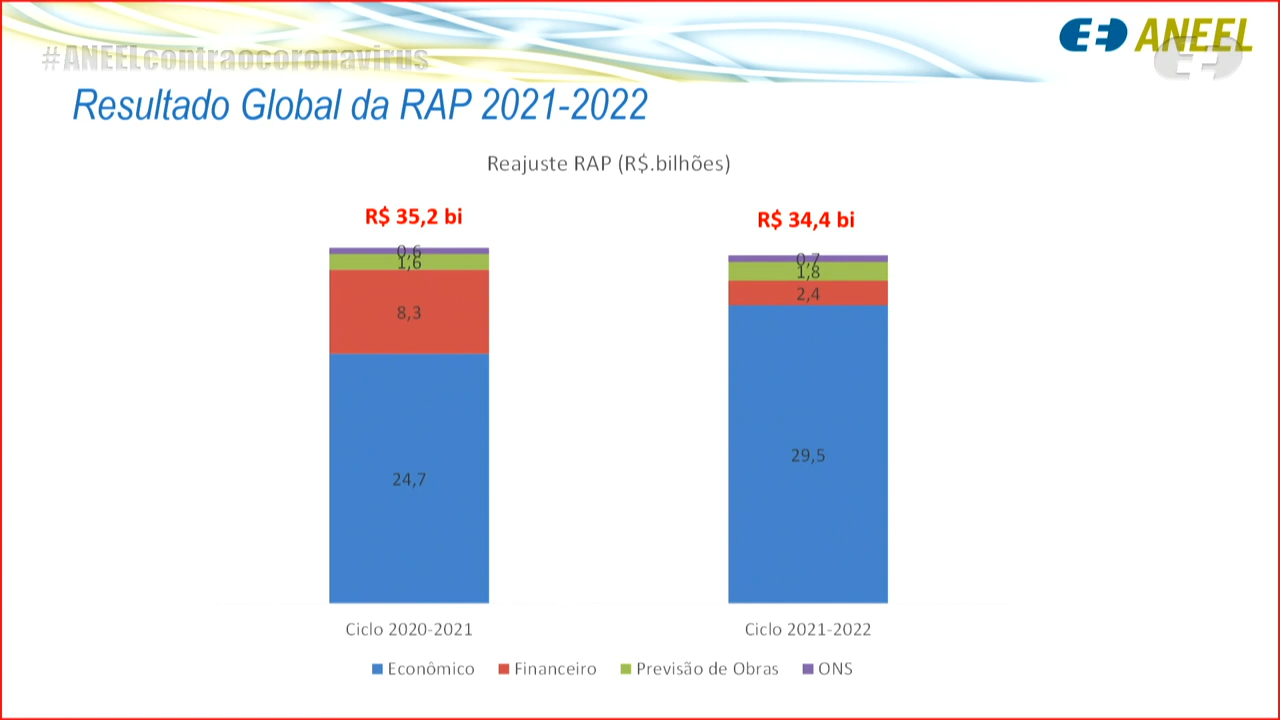 #ANEELcontraocoronavirus
ANEEL
Resultado Global da RAP 2021-2022
Reajuste RAP (R$.bilhões)
R$ 35,2 bi
R$ 34,4 bi
0,6
1,6
8,3
24,7
0,7
1,8
2,4
29,5
Ciclo 2020-2021
Ciclo 2021-2022
Econômico
Financeiro
Previsão de Obras
ONS